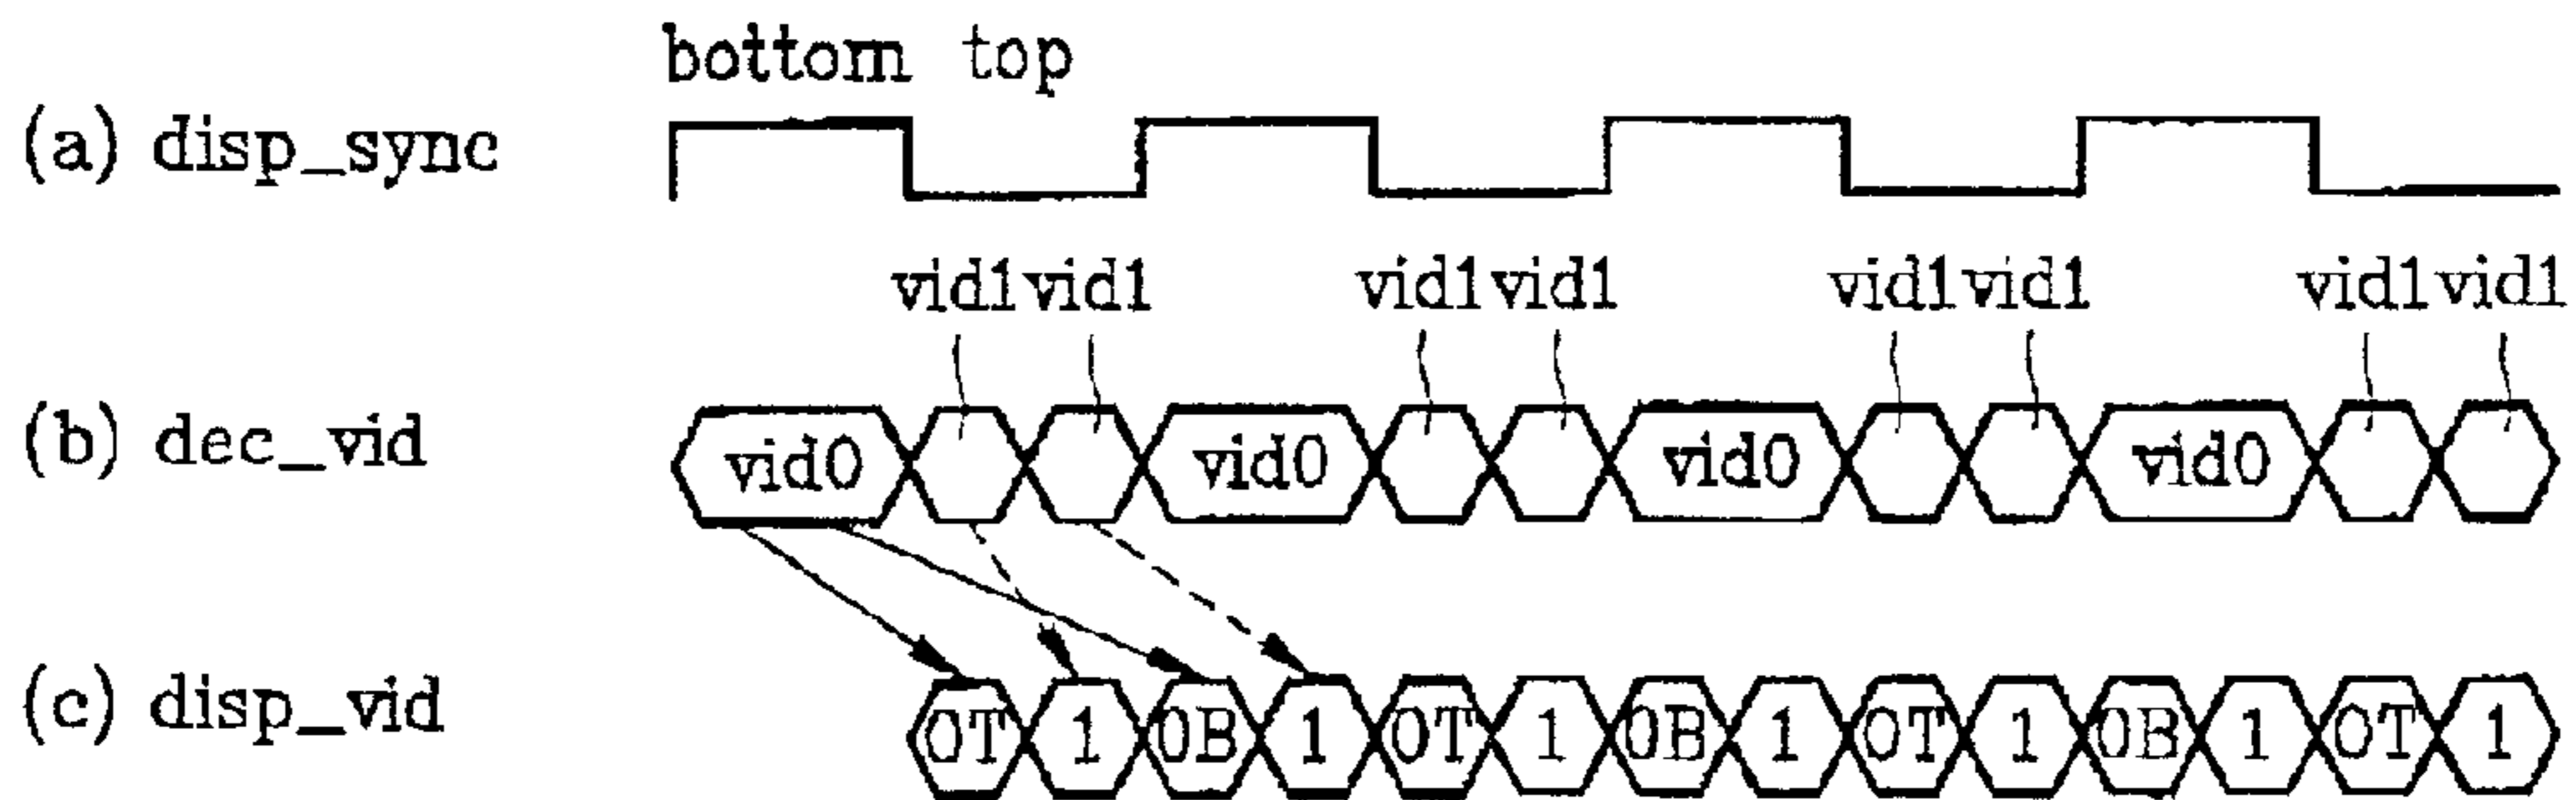 bottom top
(a) disp_sync
vid1 vid1 vid1 vid1 vid1 vid1 vid1 vid1
(b) dec_vid vid0 vid0 vid0 vid0
(c) disp_vid 0T 1 0B 1 0T 1 0B 1 0T 1 0B 1 0T 1